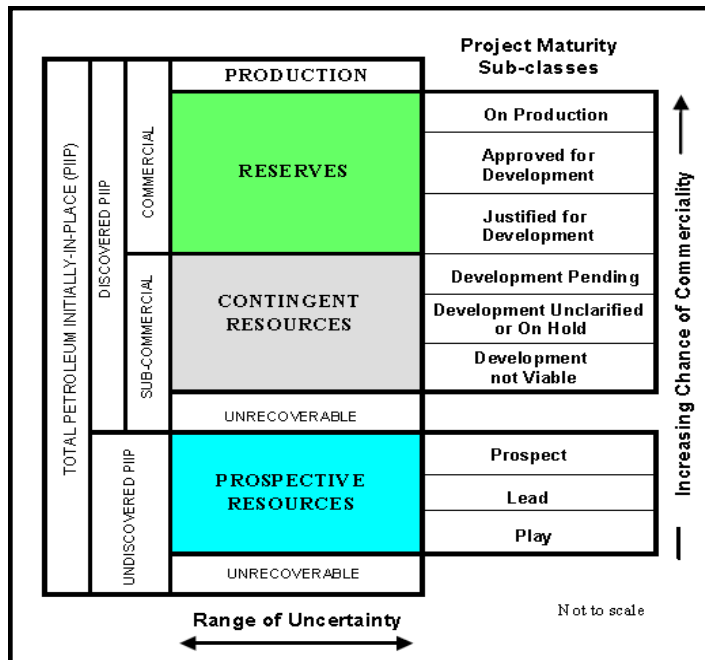 Project Maturity
Sub-classes
PRODUCTION
On Production
RESERVES
Approved for
Development
Justified for
Development
Development Pending
CONTINGENT
RESOURCES
Development Unclarified
or On Hold
Development
not Viable
UNRECOVERABLE
Prospect
PROSPECTIVE
RESOURCES
Lead
Play
UNRECOVERABLE
TOTAL PETROLEUM INITIALLY-IN-PLACE (PIIP)
DISCOVERED PIIP
UNDISCOVERED PIIP
COMMERCIAL
SUB-COMMERCIAL
Increasing Chance of Commerciality
Range of Uncertainty
Not to scale